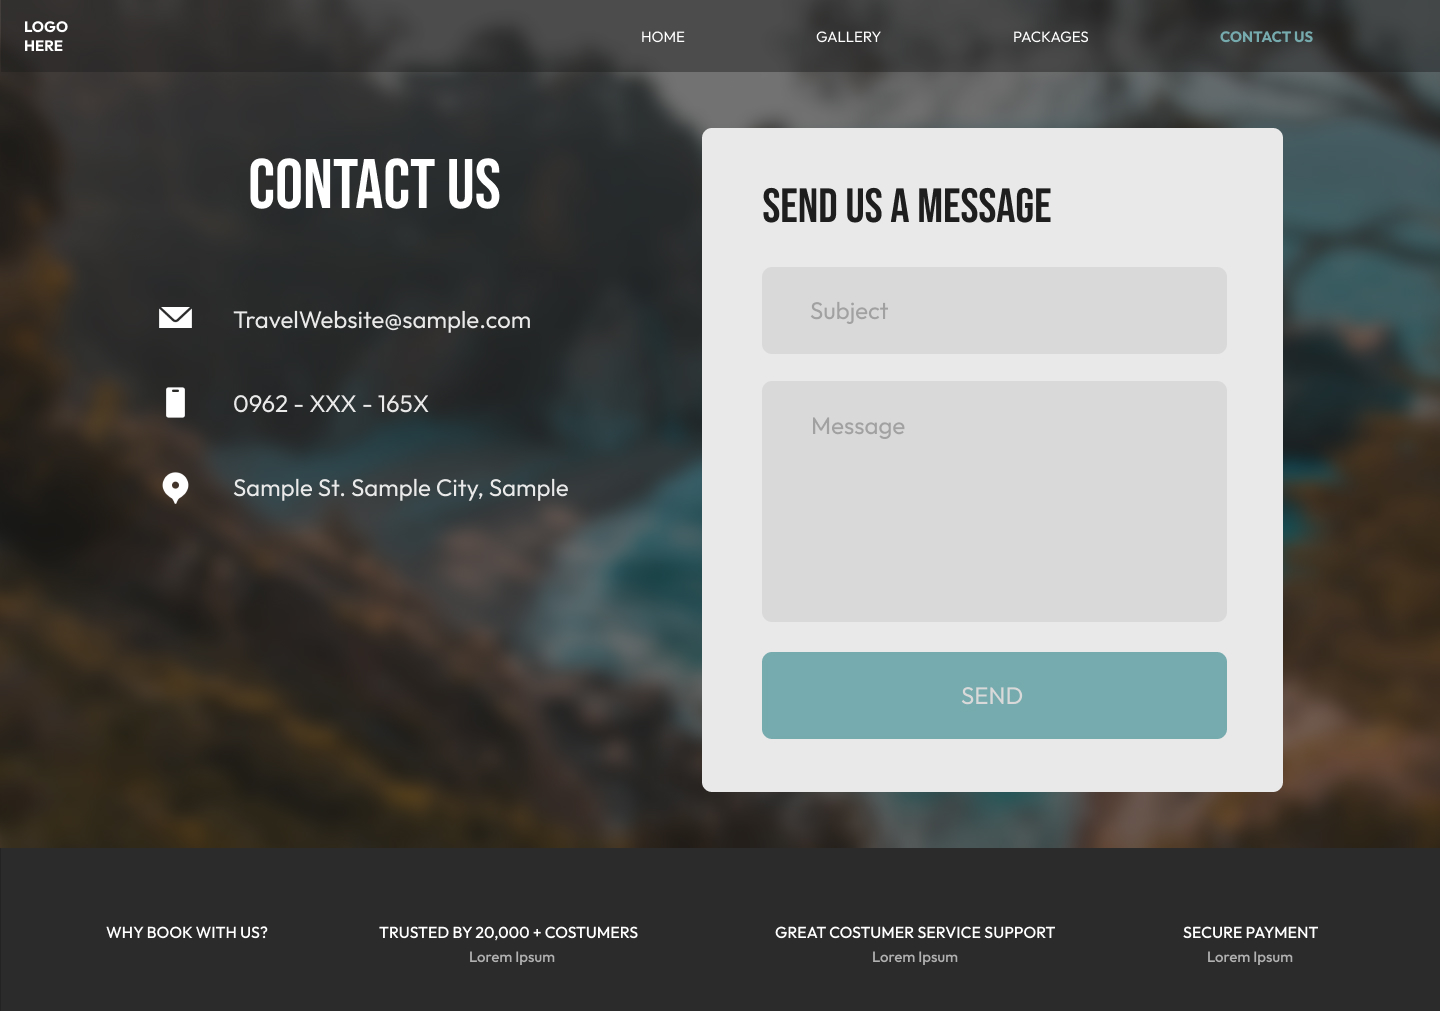 LOGO
HERE
HOME
GALLERY
PACKAGES
CONTACT US
CONTACT US
TravelWebsite@sample.com
0962 - XXX - 165X
Sample St. Sample City, Sample
SEND US A MESSAGE
Subject
Message
SEND
WHY BOOK WITH US?
TRUSTED BY 20,000 + COSTUMERS
Lorem Ipsum
GREAT COSTUMER SERVICE SUPPORT
Lorem Ipsum
SECURE PAYMENT
Lorem Ipsum